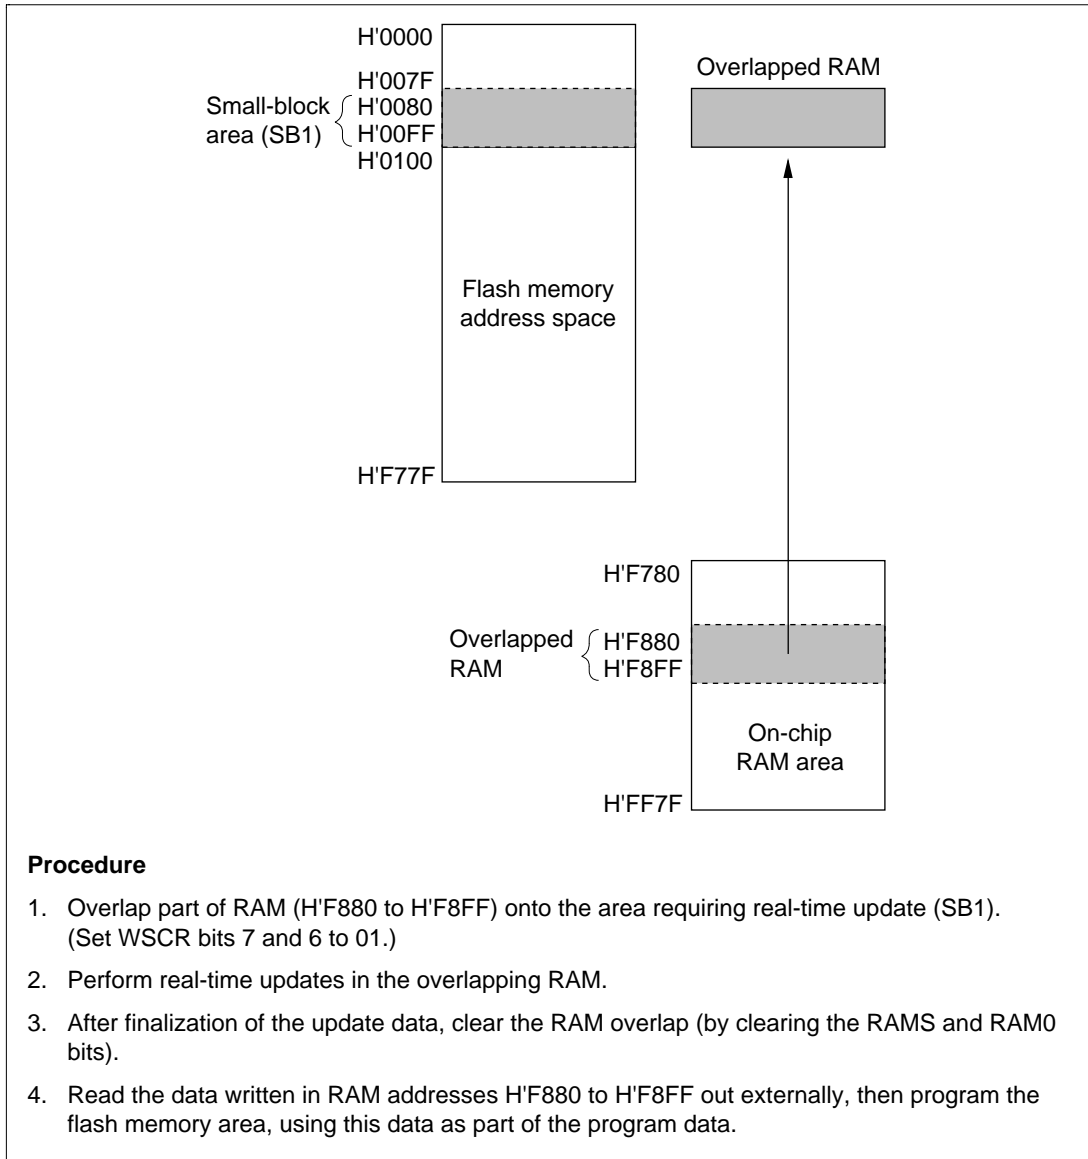 H'0000
H'007F
Small-block
area (SB1)
H'0080
H'00FF
H'0100
Overlapped RAM
Flash memory
address space
H'F77F
H'F780
Overlapped
RAM
H'F880
H'F8FF
On-chip
RAM area
H'FF7F
Procedure
1. Overlap part of RAM (H'F880 to H'F8FF) onto the area requiring real-time update (SB1).
(Set WSCR bits 7 and 6 to 01.)
2. Perform real-time updates in the overlapping RAM.
3. After finalization of the update data, clear the RAM overlap (by clearing the RAMS and RAM0
bits).
4. Read the data written in RAM addresses H'F880 to H'F8FF out externally, then program the
flash memory area, using this data as part of the program data.